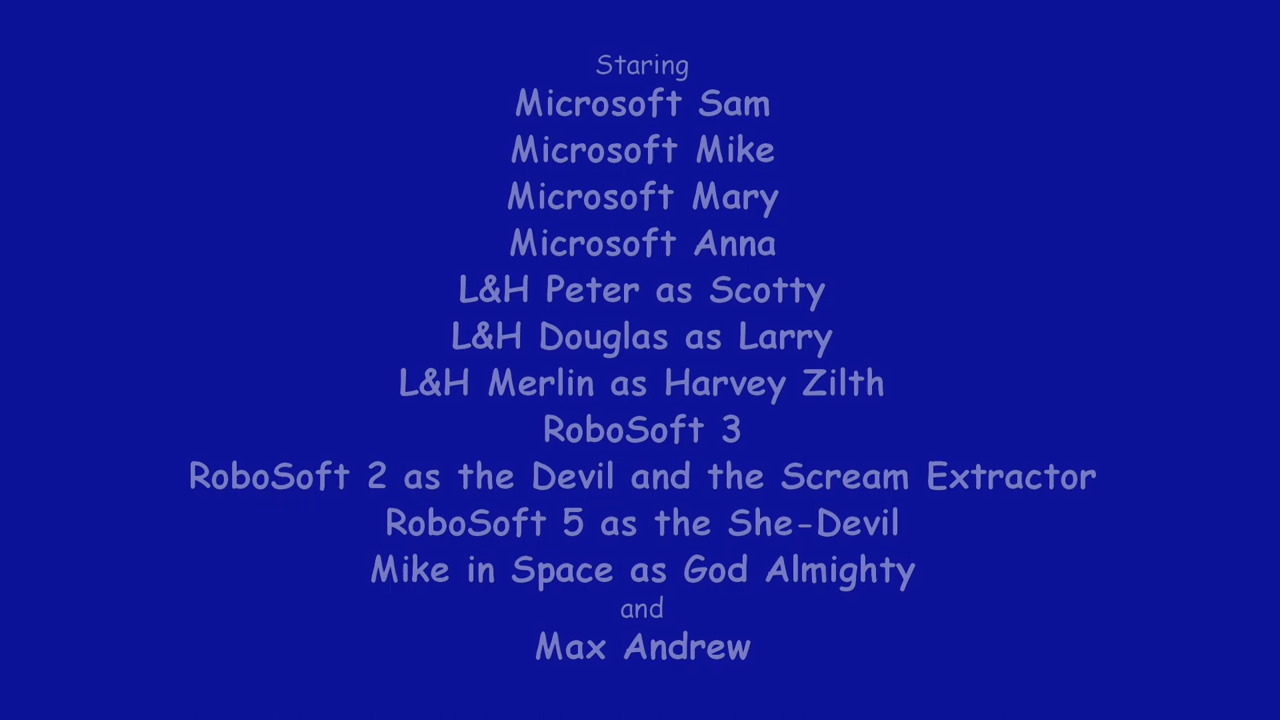 Staring
Microsoft Sam
Microsoft Mike
Microsoft Mary
Microsoft Anna
L&H Peter as Scotty
L&H Douglas as Larry
L&H Merlin as Harvey Zilth
RoboSoft 3
RoboSoft 2 as the Devil and the Scream Extractor
RoboSoft 5 as the She-Devil
Mike in Space as God Almighty
and
Max Andrew